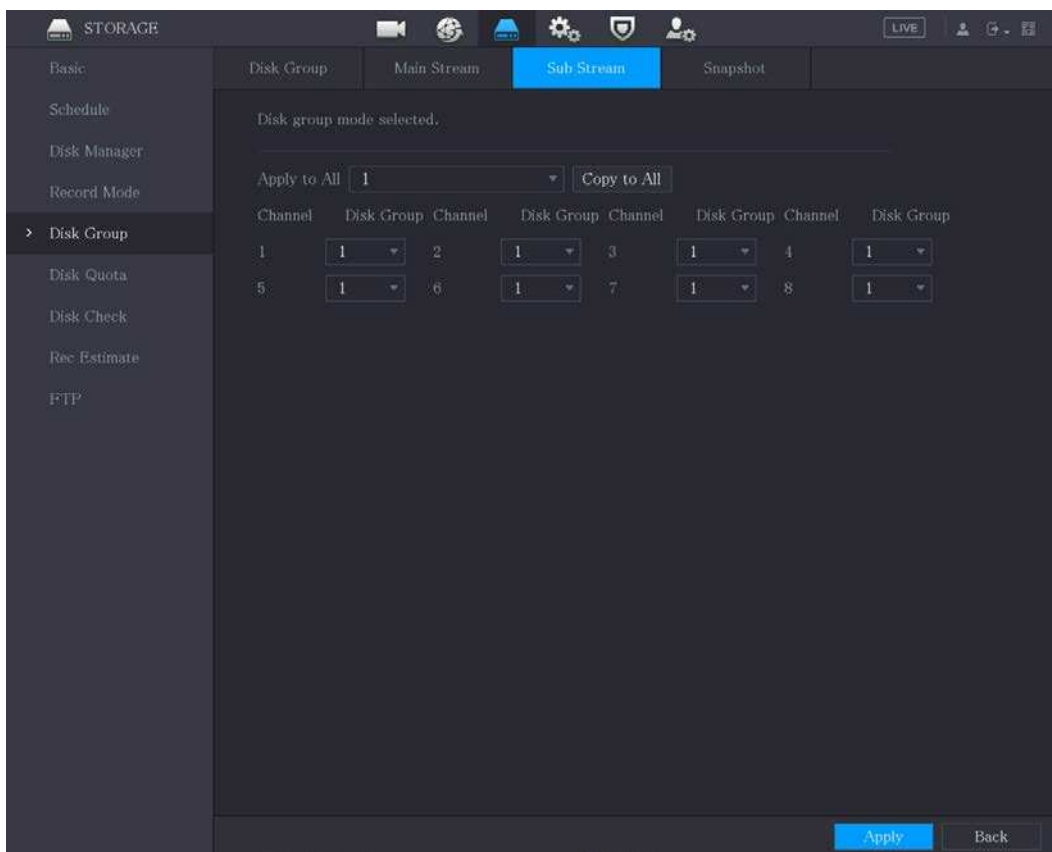 STORAGE
LIVE
Basic
Schedule
Disk Manager
Record Mode
Disk Group
Disk Quota
Disk Check
Rec Estimate
FTP
Disk Group Main Stream Sub Stream Snapshot
Disk group mode selected.
Apply to All 1 Copy to All
Channel Disk Group Channel Disk Group Channel Disk Group Channel Disk Group
1 1 2 1 3 1 4 1
5 1 6 1 7 1 8 1
Apply Back